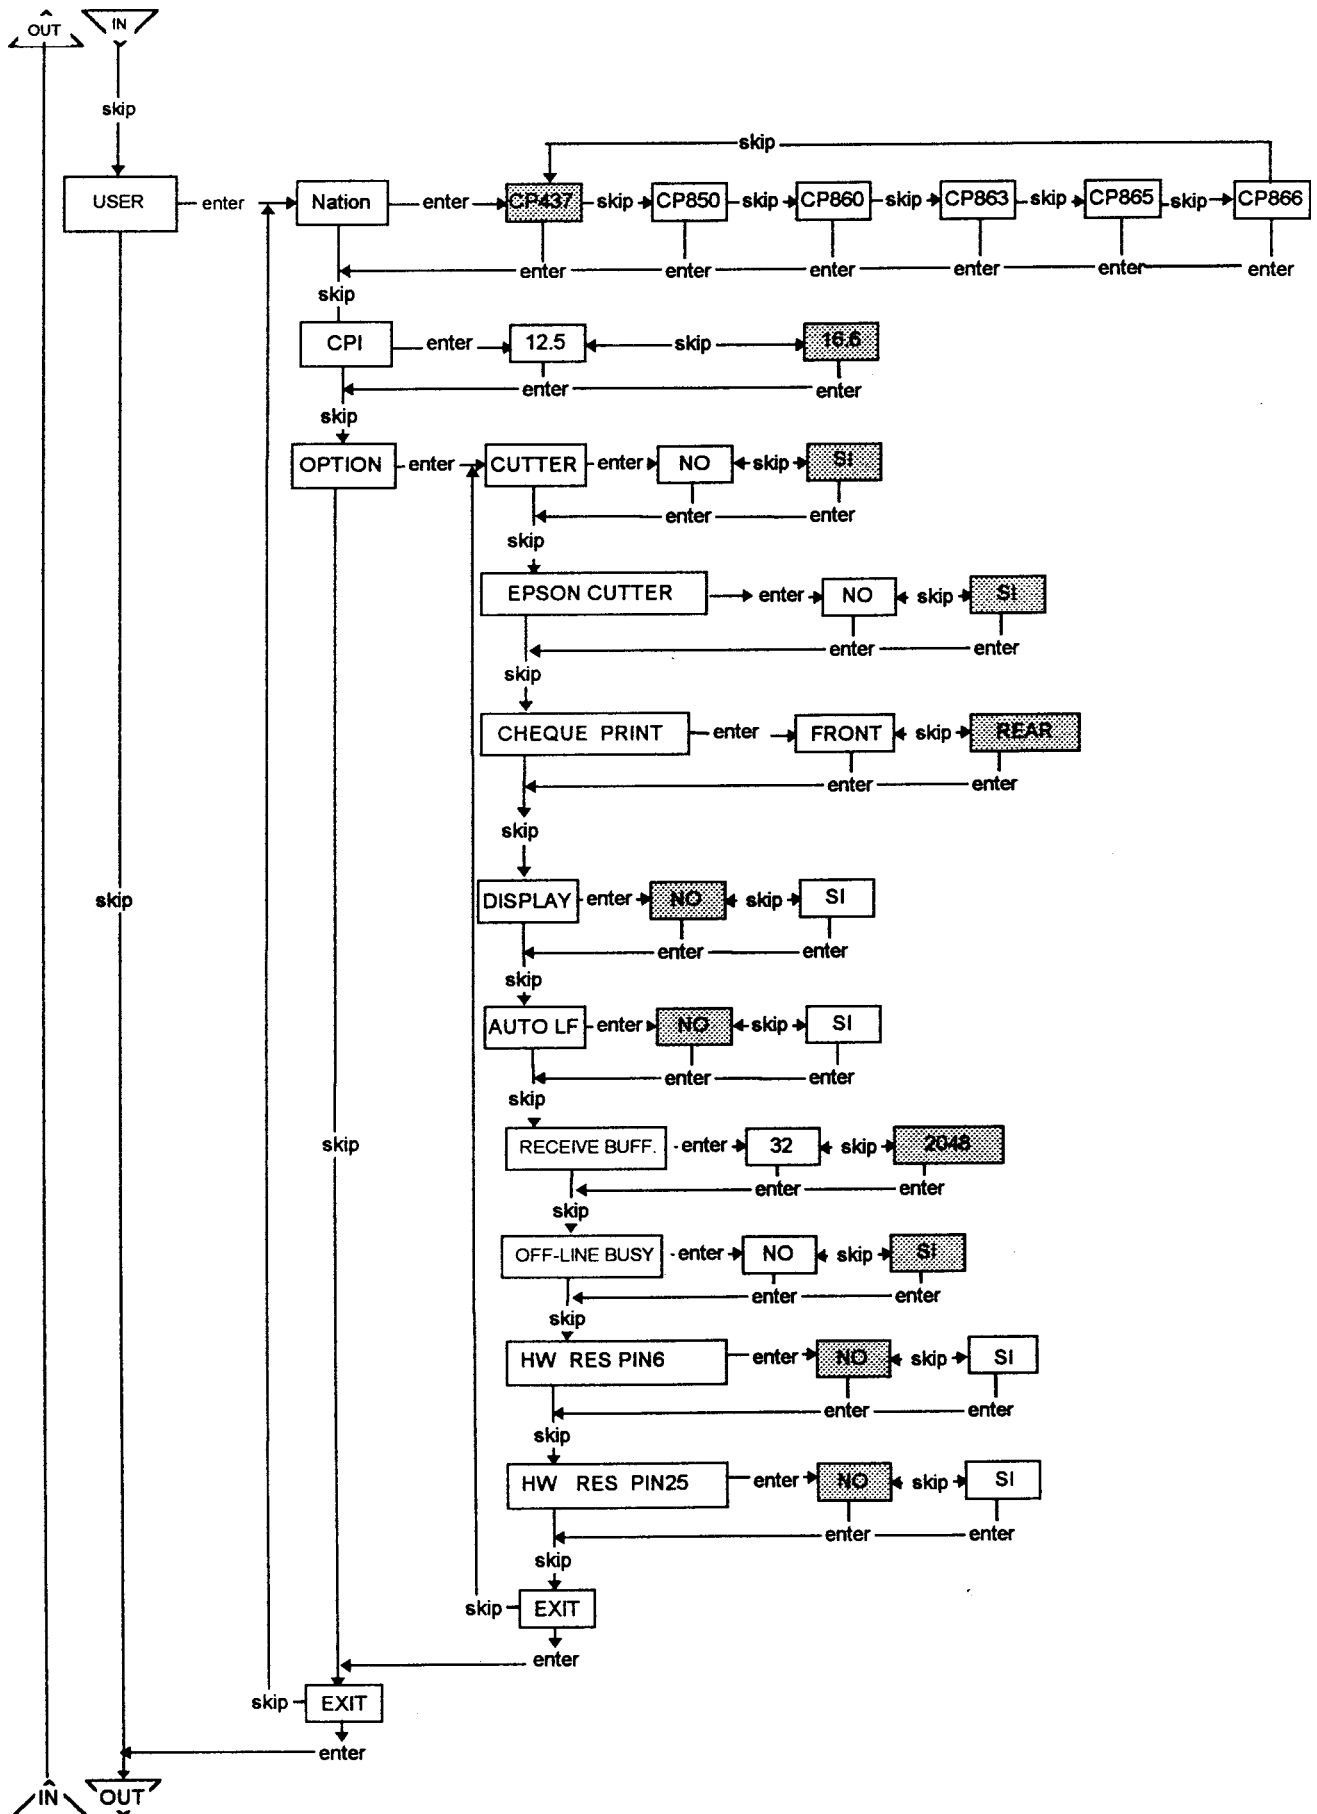 OUT IN
skip
skip
USER enter Nation enter CP437 skip CP850 skip CP860 skip CP863 skip CP865 skip CP866
enter enter enter enter enter enter
skip
CPI enter 12.5 skip 16.6
enter enter
skip
OPTION enter CUTTER enter NO skip SI
enter enter
skip
EPSON CUTTER enter NO skip SI
enter enter
skip
CHEQUE PRINT enter FRONT skip REAR
enter enter
skip
skip
DISPLAY enter NO skip SI
enter enter
skip
AUTO LF enter NO skip SI
enter enter
skip
skip
RECEIVE BUFF. enter 32 skip 2048
enter enter
skip
OFF-LINE BUSY enter NO skip SI
enter enter
skip
HW RES PIN6 enter NO skip SI
enter enter
skip
HW RES PIN25 enter NO skip SI
enter enter
skip
skip EXIT
enter
skip EXIT
enter
IN OUT